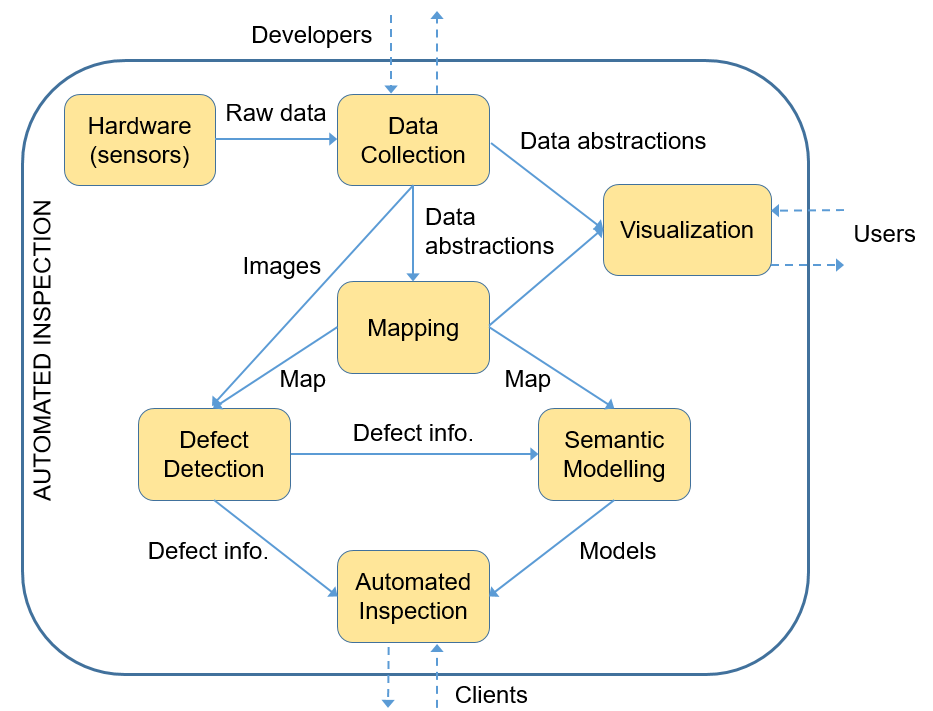 Developers
Hardware
(sensors)
Raw data
Data
Collection
Data abstractions
Visualization
Users
Data
abstractions
Images
Mapping
Map
Map
AUTOMATED INSPECTION
Defect
Detection
Defect info.
Semantic
Modelling
Defect info.
Models
Automated
Inspection
Clients